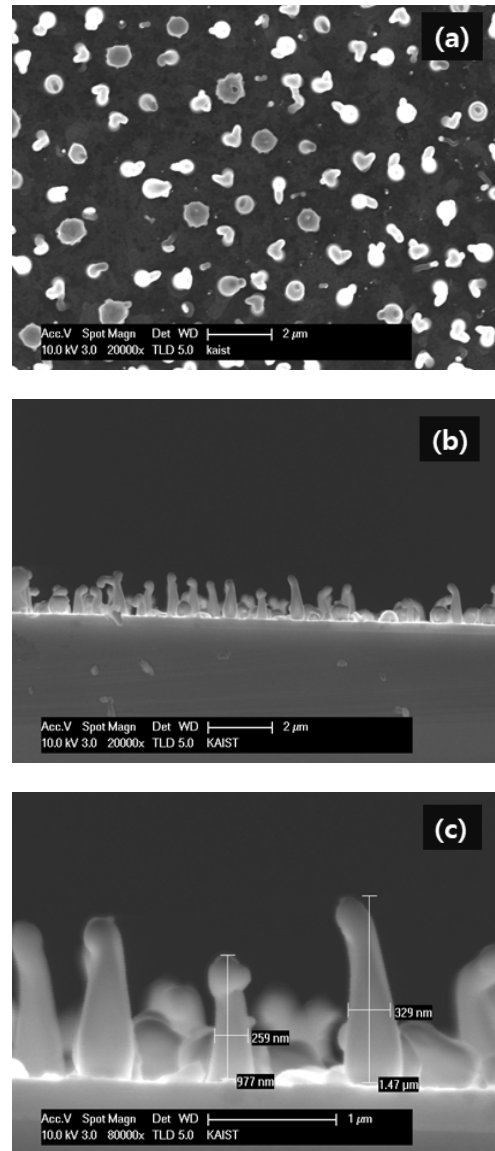 (a)
Acc.V Spot Magn Det WD 2 μm
10.0 kV 3.0 20000x TLD 5.0 kaist
(b)
Acc.V Spot Magn Det WD 2 μm
10.0 kV 3.0 20000x TLD 5.0 KAIST
(c)
329 nm
259 nm
977 nm
1.47 μm
Acc.V Spot Magn Det WD 1 μm
10.0 kV 3.0 80000x TLD 5.0 KAIST